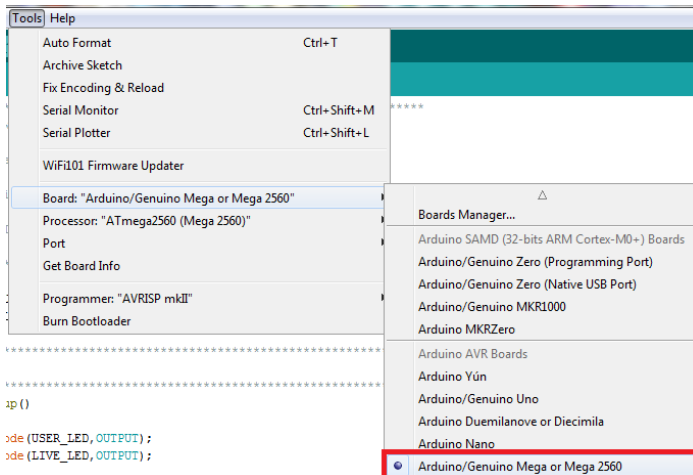 Tools Help
Auto Format Ctrl+T
Archive Sketch
Fix Encoding & Reload
Serial Monitor Ctrl+Shift+M
*****
Serial Plotter Ctrl+Shift+L
WiFi101 Firmware Updater
Board: "Arduino/Genuino Mega or Mega 2560"
Processor: "ATmega2560 (Mega 2560)"
Port
Get Board Info
Programmer: "AVRISP mkII"
Burn Bootloader
Boards Manager...
Arduino SAMD (32-bits ARM Cortex-M0+) Boards
Arduino/Genuino Zero (Programming Port)
Arduino/Genuino Zero (Native USB Port)
Arduino/Genuino MKR1000
Arduino MKRZero
Arduino AVR Boards
Arduino Yún
Arduino/Genuino Uno
Arduino Duemilanove or Diecimila
Arduino Nano
Arduino/Genuino Mega or Mega 2560
up()
ode(USER_LED,OUTPUT);
ode(LIVE_LED,OUTPUT);